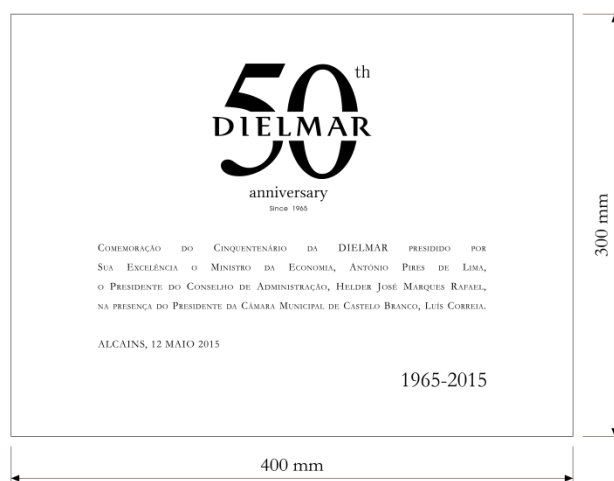 50th
DIELMAR
anniversary
Since 1965
COMEMORAÇÃO DO CINQUENTENÁRIO DA DIELMAR PRESIDIDO POR
SUA EXCELÊNCIA O MINISTRO DA ECONOMIA, ANTÓNIO PIRES DE LIMA,
O PRESIDENTE DO CONSELHO DE ADMINISTRAÇÃO, HELDER JOSÉ MARQUES RAFAEL,
NA PRESENÇA DO PRESIDENTE DA CÂMARA MUNICIPAL DE CASTELO BRANCO, LUÍS CORREIA.
ALCAINS, 12 MAIO 2015
1965-2015
300 mm
400 mm